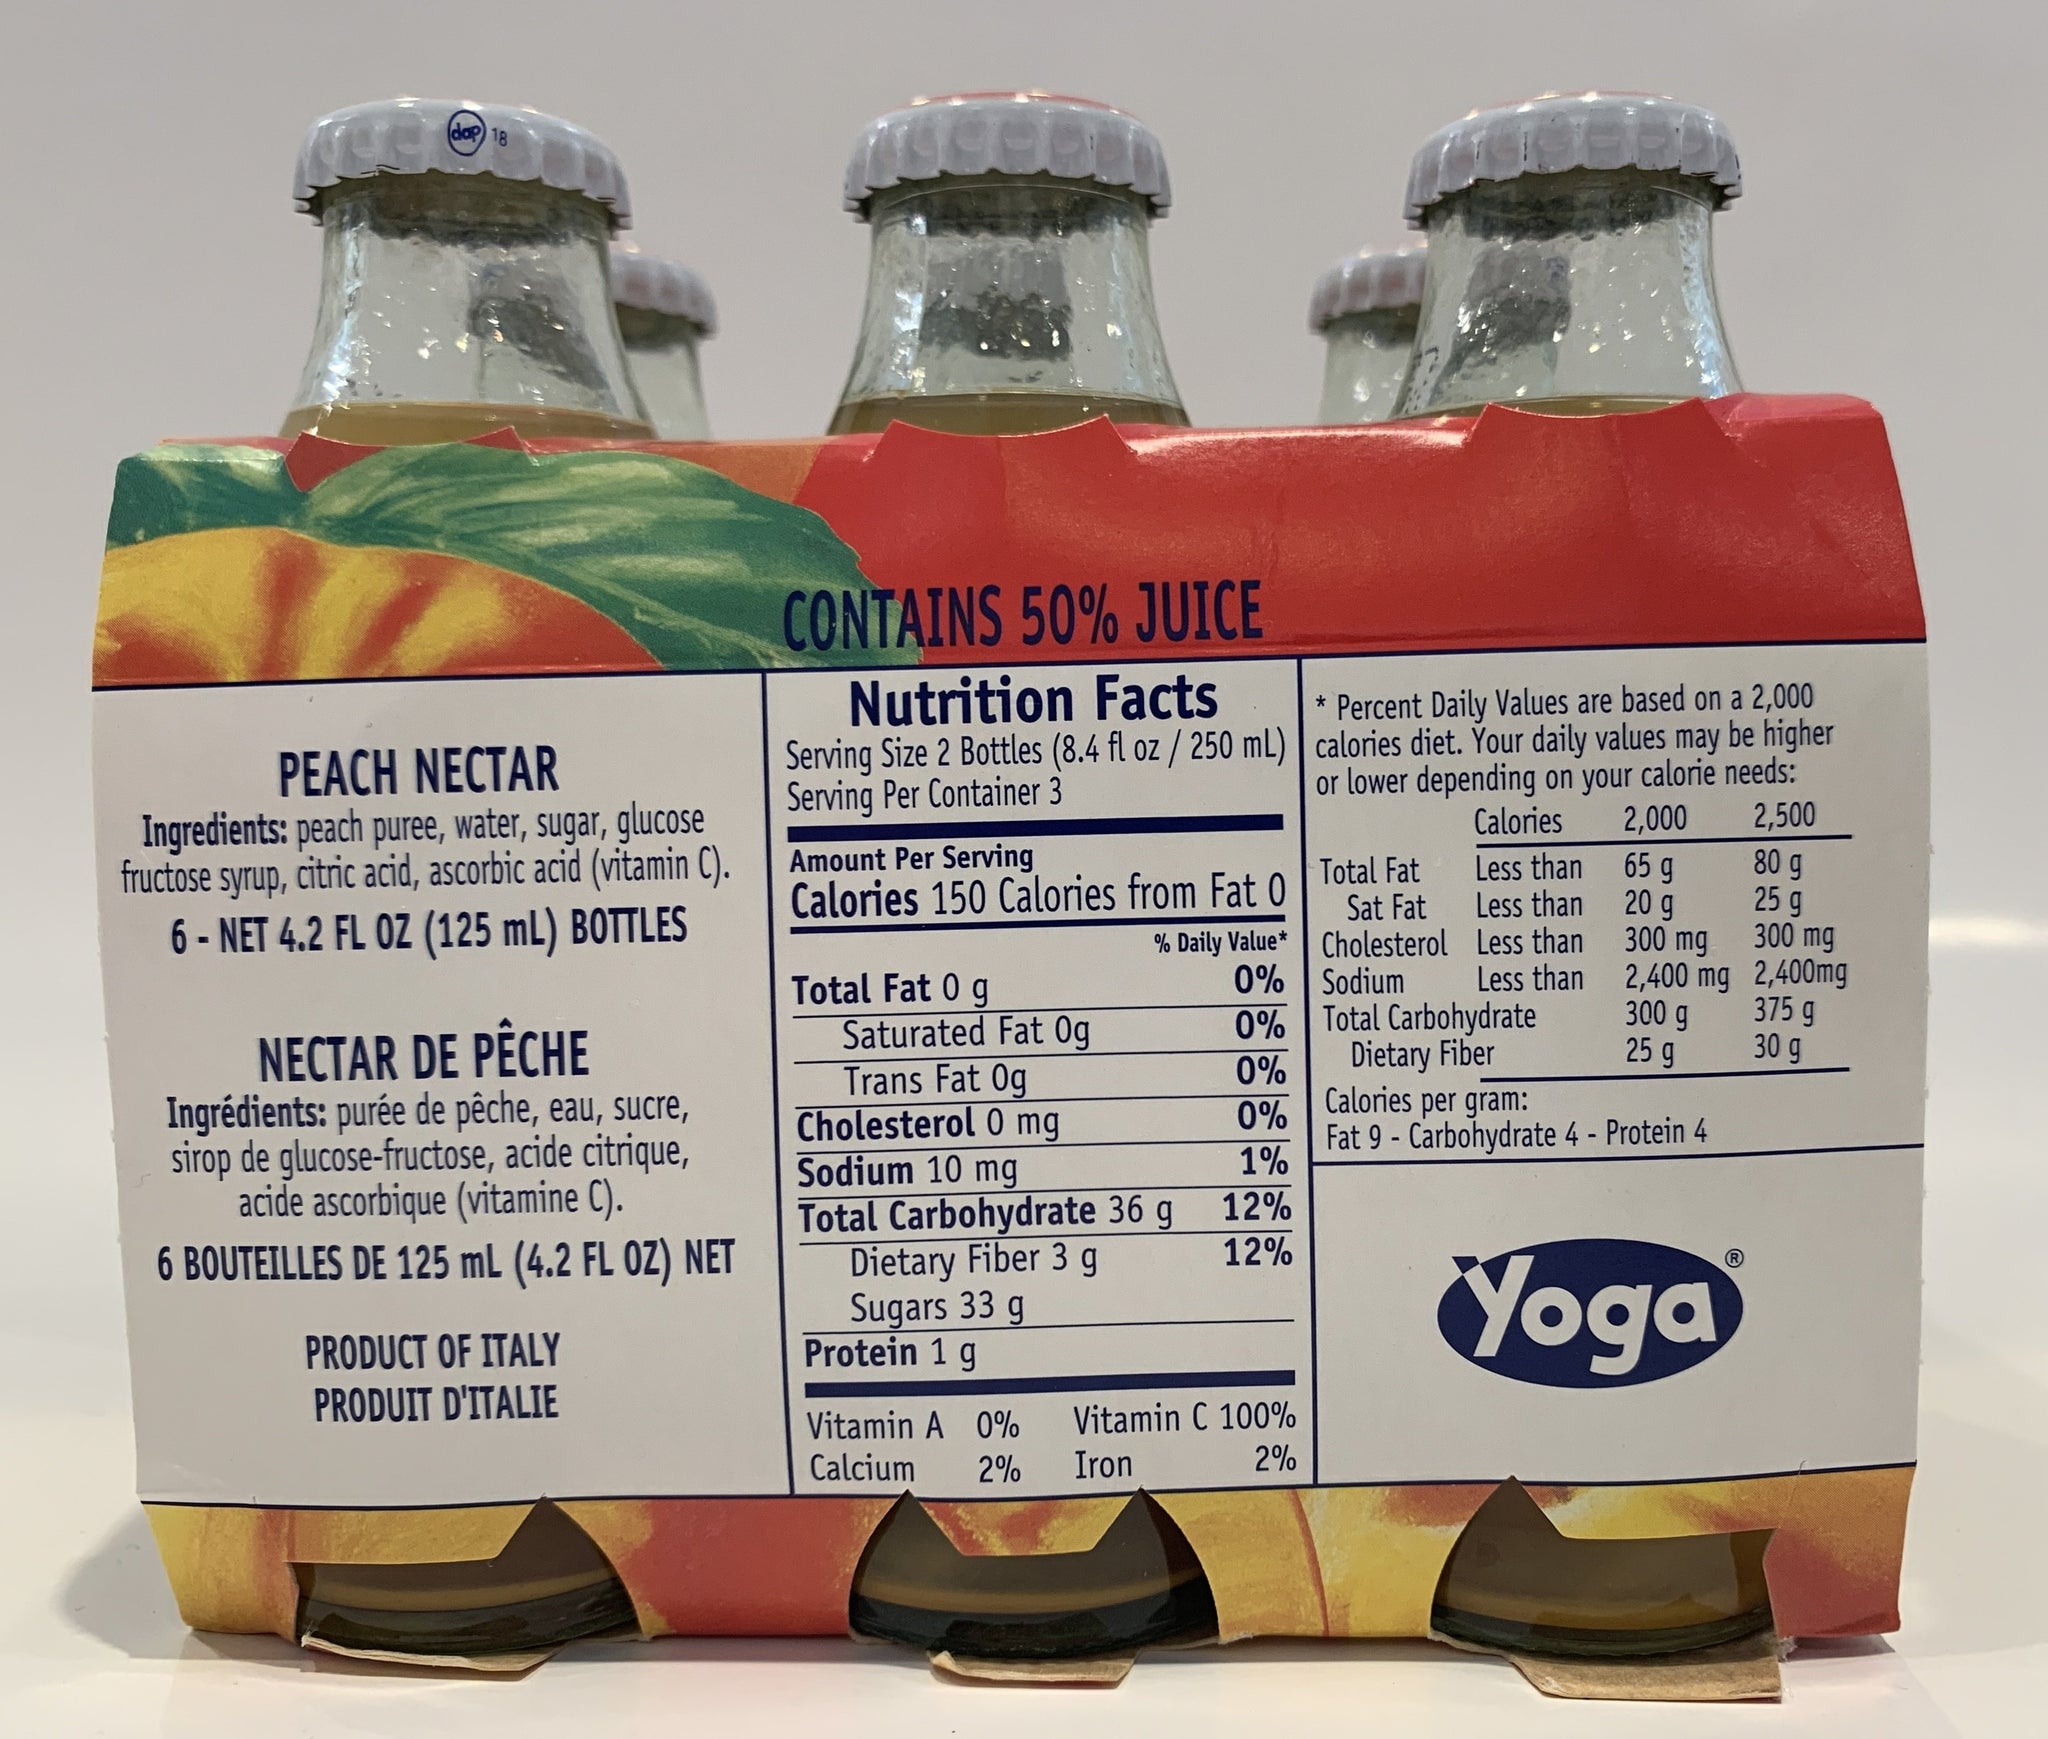 dap 18
CONTAINS 50% JUICE
PEACH NECTAR
Ingredients: peach puree, water, sugar, glucose
fructose syrup, citric acid, ascorbic acid (vitamin C).
6 - NET 4.2 FL OZ (125 mL) BOTTLES
NECTAR DE PÊCHE
Ingrédients: purée de pêche, eau, sucre,
sirop de glucose-fructose, acide citrique,
acide ascorbique (vitamine C).
6 BOUTEILLES DE 125 mL (4.2 FL OZ) NET
PRODUCT OF ITALY
PRODUIT D'ITALIE
Nutrition Facts
Serving Size 2 Bottles (8.4 fl oz / 250 mL)
Serving Per Container 3
Amount Per Serving
Calories 150 Calories from Fat 0
% Daily Value*
Total Fat 0 g 0%
Saturated Fat 0g 0%
Trans Fat 0g 0%
Cholesterol 0 mg 0%
Sodium 10 mg 1%
Total Carbohydrate 36 g 12%
Dietary Fiber 3 g 12%
Sugars 33 g
Protein 1 g
Vitamin A 0% Vitamin C 100%
Calcium 2% Iron 2%
* Percent Daily Values are based on a 2,000
calories diet. Your daily values may be higher
or lower depending on your calorie needs:
Calories 2,000 2,500
Total Fat Less than 65 g 80 g
Sat Fat Less than 20 g 25 g
Cholesterol Less than 300 mg 300 mg
Sodium Less than 2,400 mg 2,400mg
Total Carbohydrate 300 g 375 g
Dietary Fiber 25 g 30 g
Calories per gram:
Fat 9 - Carbohydrate 4 - Protein 4
Yoga®